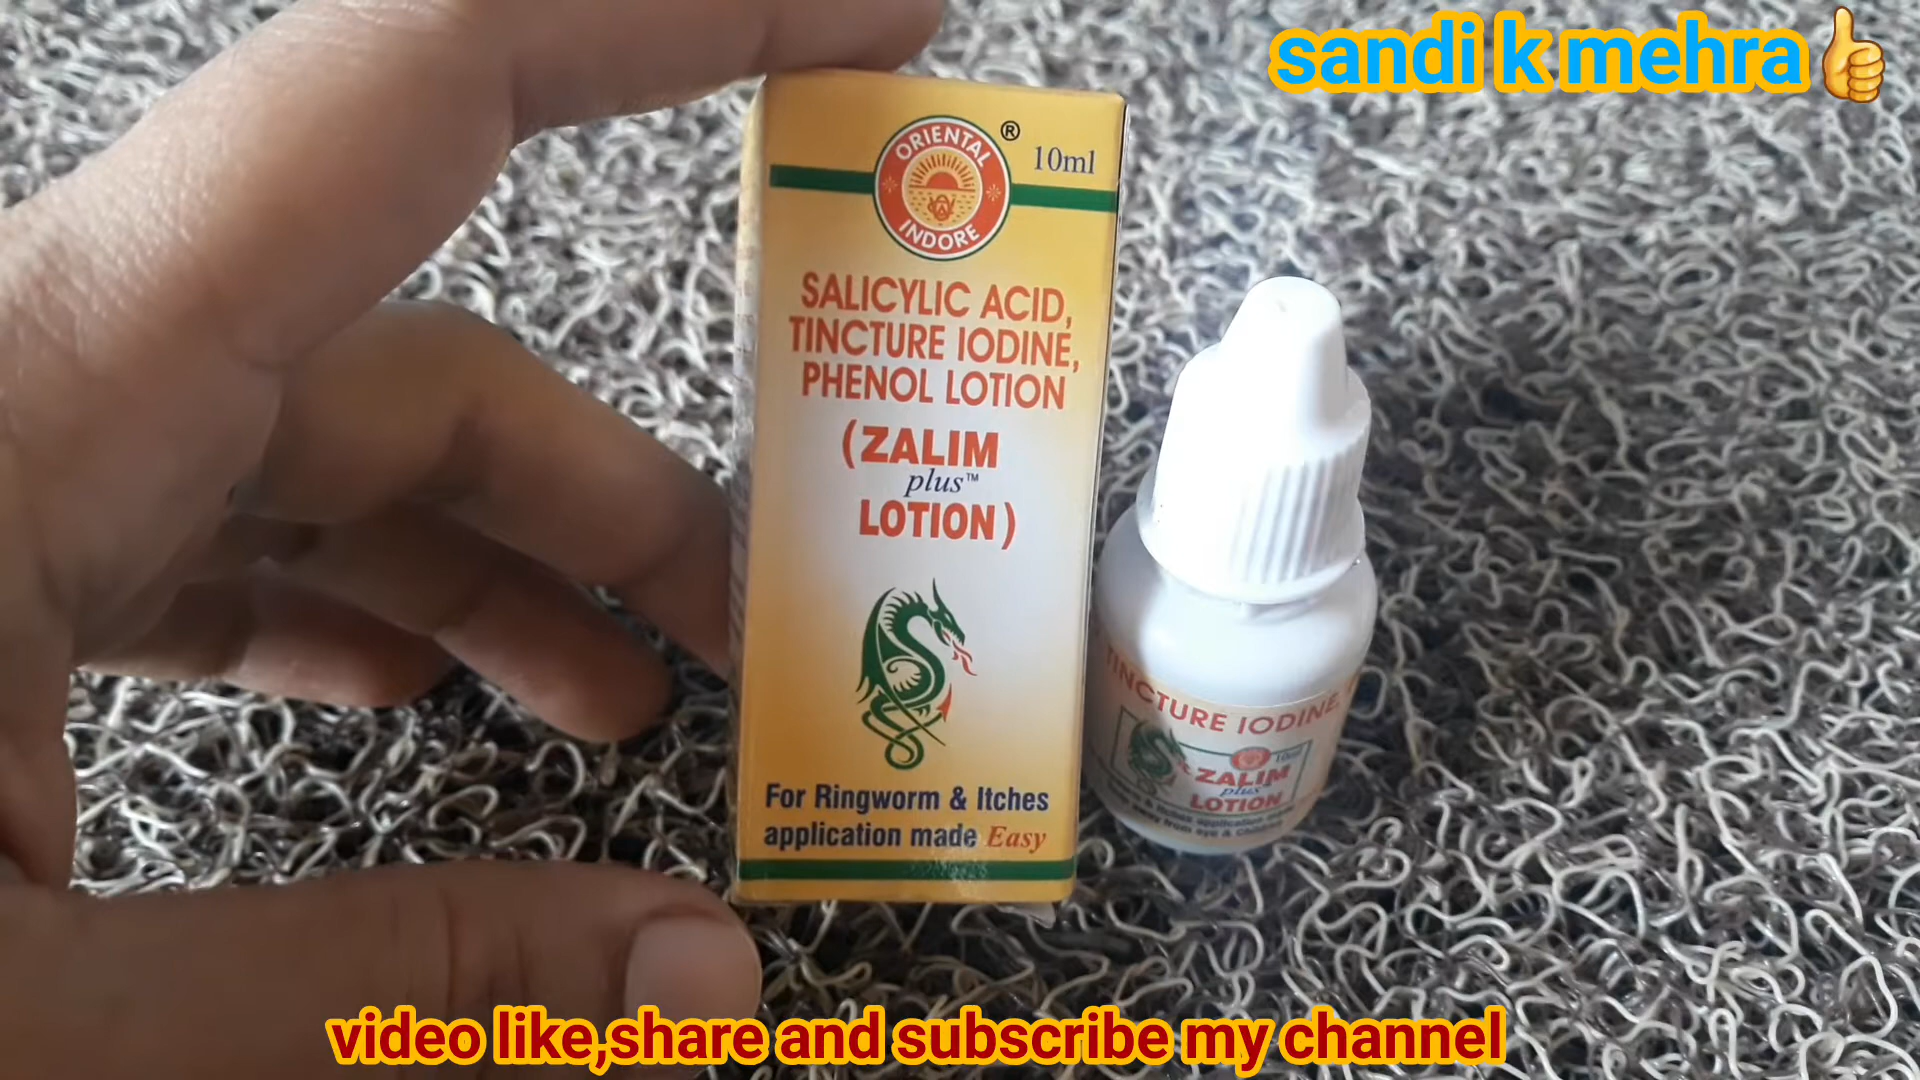 sandi k mehra👍
ORIENTAL
INDORE
®
10ml
SALICYLIC ACID,
TINCTURE IODINE,
PHENOL LOTION
(ZALIM
plus™
LOTION)
For Ringworm & Itches
application made Easy
TINCTURE IODINE,
10ml
ZALIM
plus
LOTION
video like,share and subscribe my channel